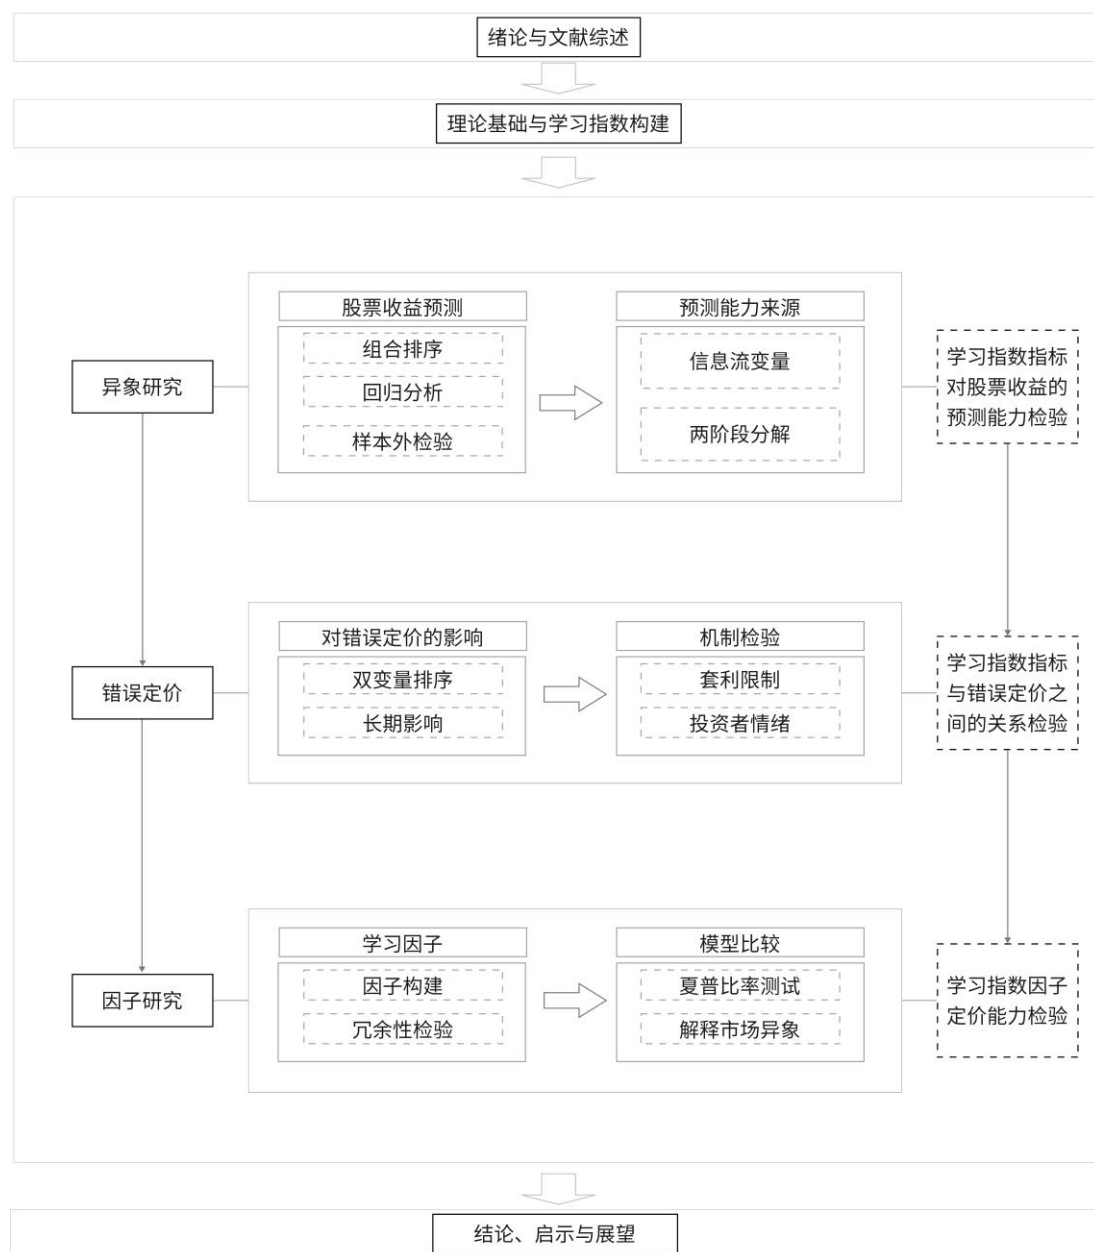 绪论与文献综述
理论基础与学习指数构建
异象研究
股票收益预测
组合排序
回归分析
样本外检验
预测能力来源
信息流变量
两阶段分解
学习指数指标
对股票收益的
预测能力检验
错误定价
对错误定价的影响
双变量排序
长期影响
机制检验
套利限制
投资者情绪
学习指数指标
与错误定价之
间的关系检验
因子研究
学习因子
因子构建
冗余性检验
模型比较
夏普比率测试
解释市场异象
学习指数因子
定价能力检验
结论、启示与展望